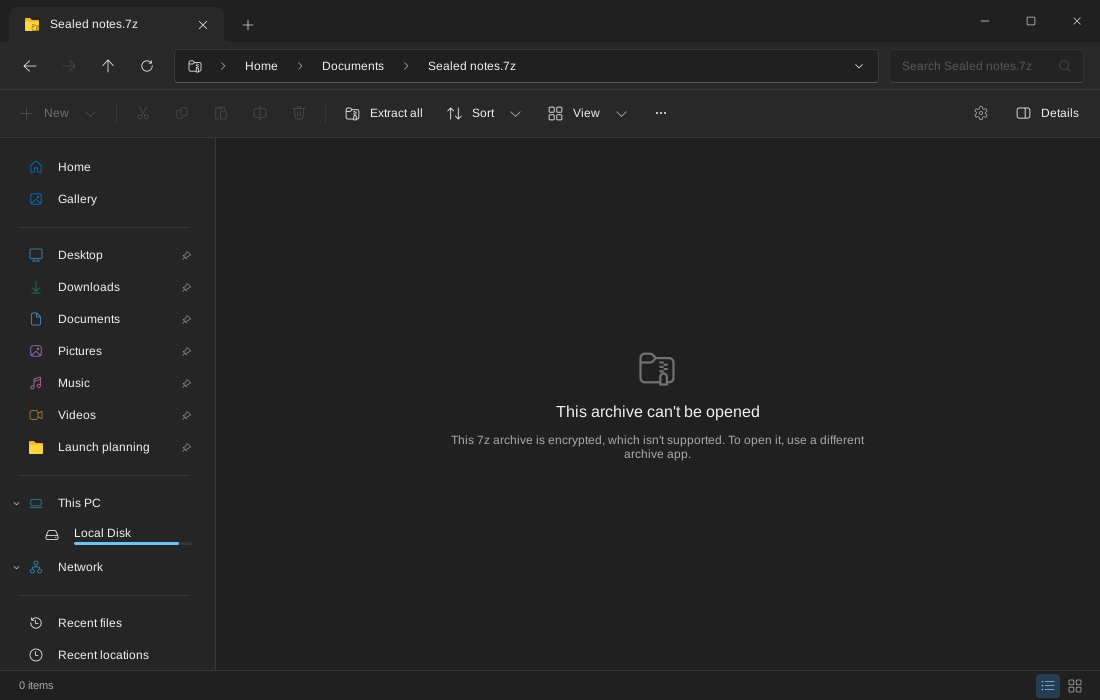 Sealed notes.7z
Home
Documents
Sealed notes.7z
Search Sealed notes.7z
New
Extract all
Sort
View
Details
Home
Gallery
Desktop
Downloads
Documents
Pictures
Music
Videos
Launch planning
This PC
Local Disk
Network
Recent files
Recent locations
This archive can't be opened
This 7z archive is encrypted, which isn't supported. To open it, use a different
archive app.
0 items